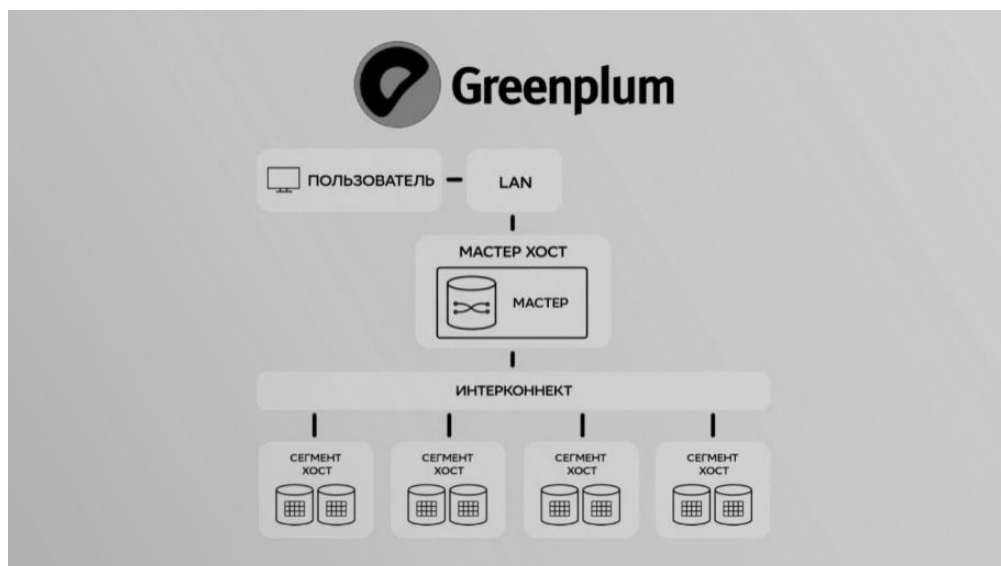 Greenplum
ПОЛЬЗОВАТЕЛЬ
LAN
МАСТЕР ХОСТ
МАСТЕР
ИНТЕРКОННЕКТ
СЕГМЕНТ
ХОСТ
СЕГМЕНТ
ХОСТ
СЕГМЕНТ
ХОСТ
СЕГМЕНТ
ХОСТ